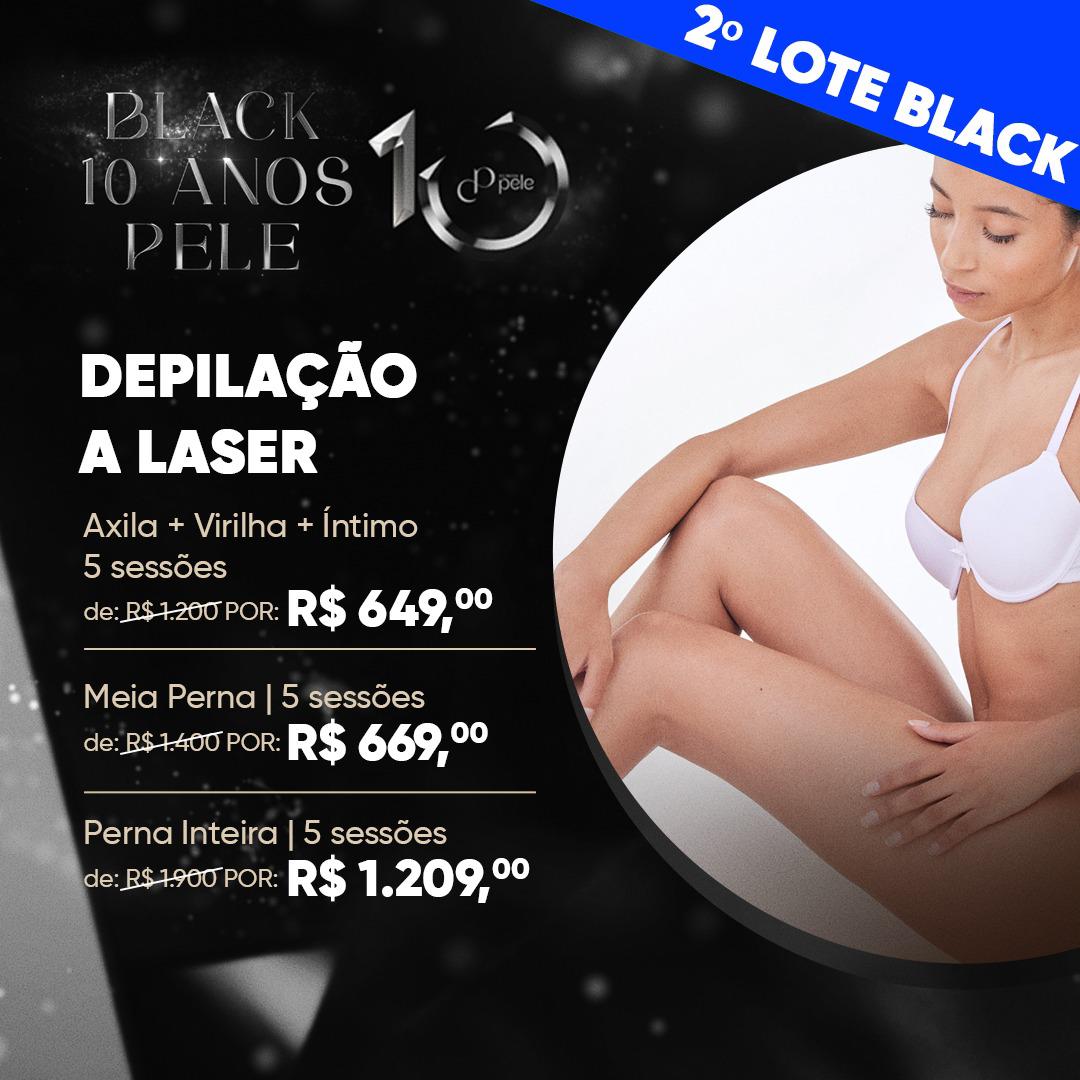 2º LOTE BLACK
BLACK
10 ANOS
PELE
10
pele
DEPILAÇÃO
A LASER
Axila + Virilha + Íntimo
5 sessões
de: R$ 1.200 POR: R$ 649,00
Meia Perna | 5 sessões
de: R$ 1.400 POR: R$ 669,00
Perna Inteira | 5 sessões
de: R$ 1.900 POR: R$ 1.209,00